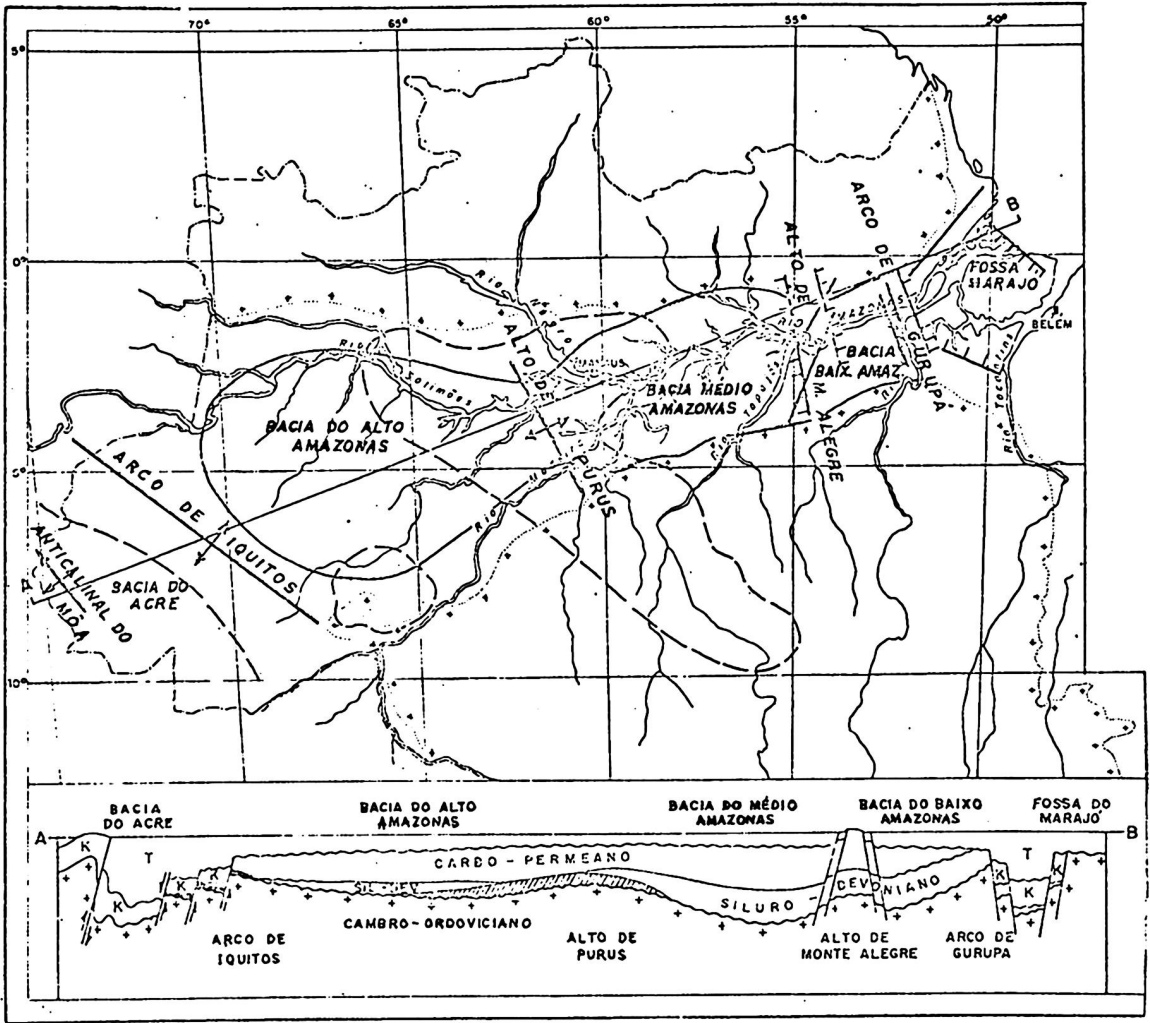 70° 65° 60° 55° 50°
5°
0°
5°
10°
B
ARCO DE GURUPÁ
ALTO DE M. ALEGRE
FOSSA MARAJÓ
BELÉM
Rio Negro
Rio Solimões
ALTO DE PURUS
BACIA MÉDIO
AMAZONAS
BACIA
BAIX. AMAZ
Rio Tapajós
Rio Tocantins
BACIA DO ALTO
AMAZONAS
ARCO DE IQUITOS
ANTICALINAL DO MÔA
BACIA DO
ACRE
BACIA
DO ACRE
BACIA DO ALTO
AMAZONAS
BACIA DO MÉDIO
AMAZONAS
BACIA DO BAIXO
AMAZONAS
FOSSA DO
MARAJÓ
A
B
K
T
K
K
K
CARBO - PERMEANO
SILURO - DEVONIANO
T
K
K
CAMBRO - ORDOVICIANO
ARCO DE
IQUITOS
ALTO DE
PURUS
ALTO DE
MONTE ALEGRE
ARCO DE
GURUPA